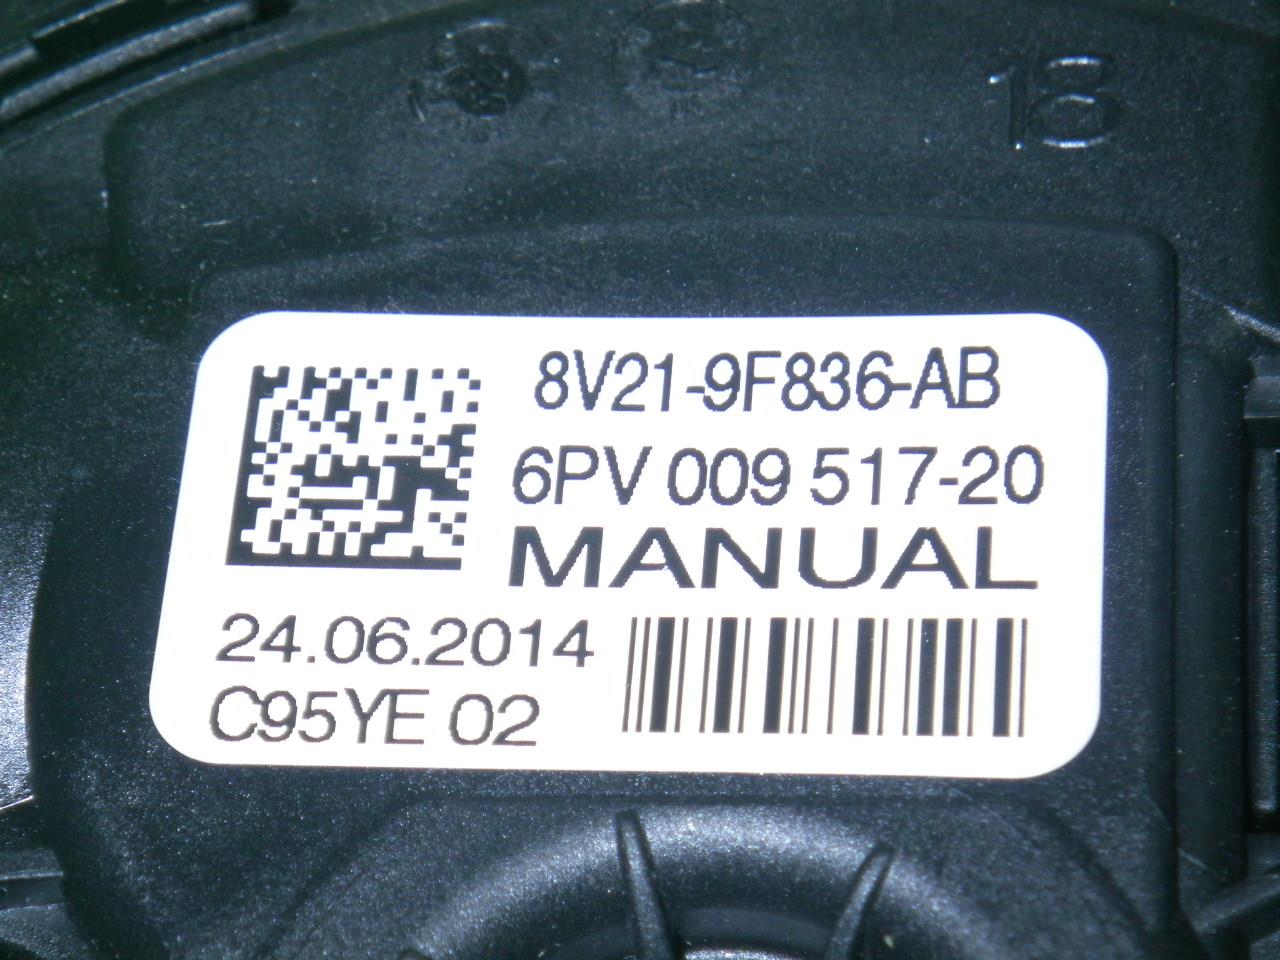 18
8V21-9F836-AB
6PV 009 517-20
MANUAL
24.06.2014
C95YE 02